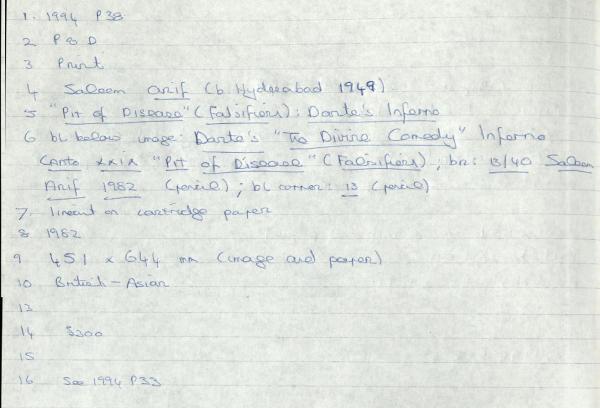 1. 1994 P38
2 P & D
3 Print
4 Saleem Arif (b. Hyderabad 1949)
5 "Pit of Disease" (Falsifiers): Dante's Inferno
6 bl below image: Dante's "The Divine Comedy" Inferno
Canto xxix "Pit of Disease" (Falsifiers); br: 13/40 Saleem
Arif 1982 (pencil); bl corner: 13 (pencil)
7. linocut on cartridge paper
8 1982
9 451 x 644 mm (image and paper)
10 British-Asian
13
14 $300
15
16 See 1994 P33